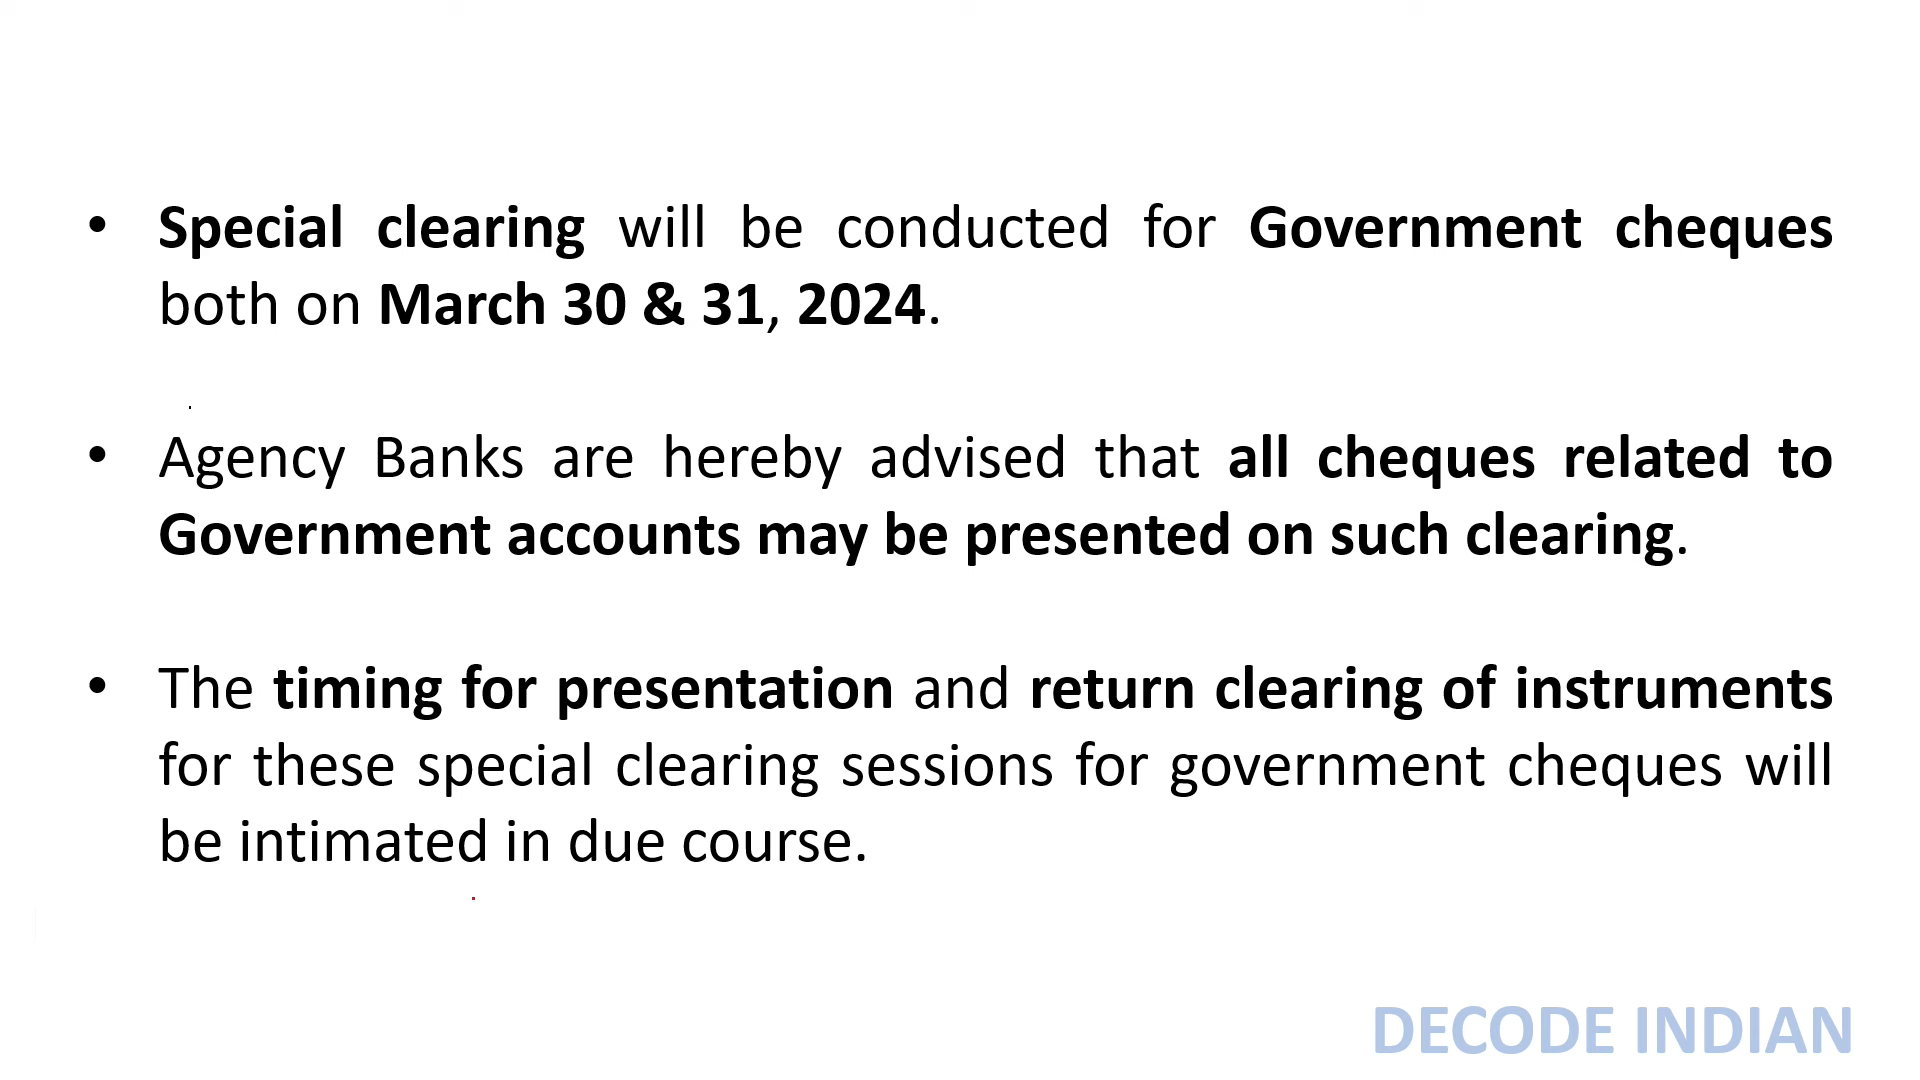 • Special clearing will be conducted for Government cheques
both on March 30 & 31, 2024.
• Agency Banks are hereby advised that all cheques related to
Government accounts may be presented on such clearing.
• The timing for presentation and return clearing of instruments
for these special clearing sessions for government cheques will
be intimated in due course.
DECODE INDIAN